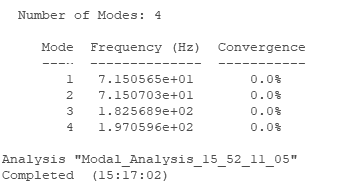 Number of Modes: 4
Mode Frequency (Hz) Convergence
---- -------------- -----------
1 7.150565e+01 0.0%
2 7.150703e+01 0.0%
3 1.825689e+02 0.0%
4 1.970596e+02 0.0%
Analysis "Modal_Analysis_15_52_11_05"
Completed (15:17:02)